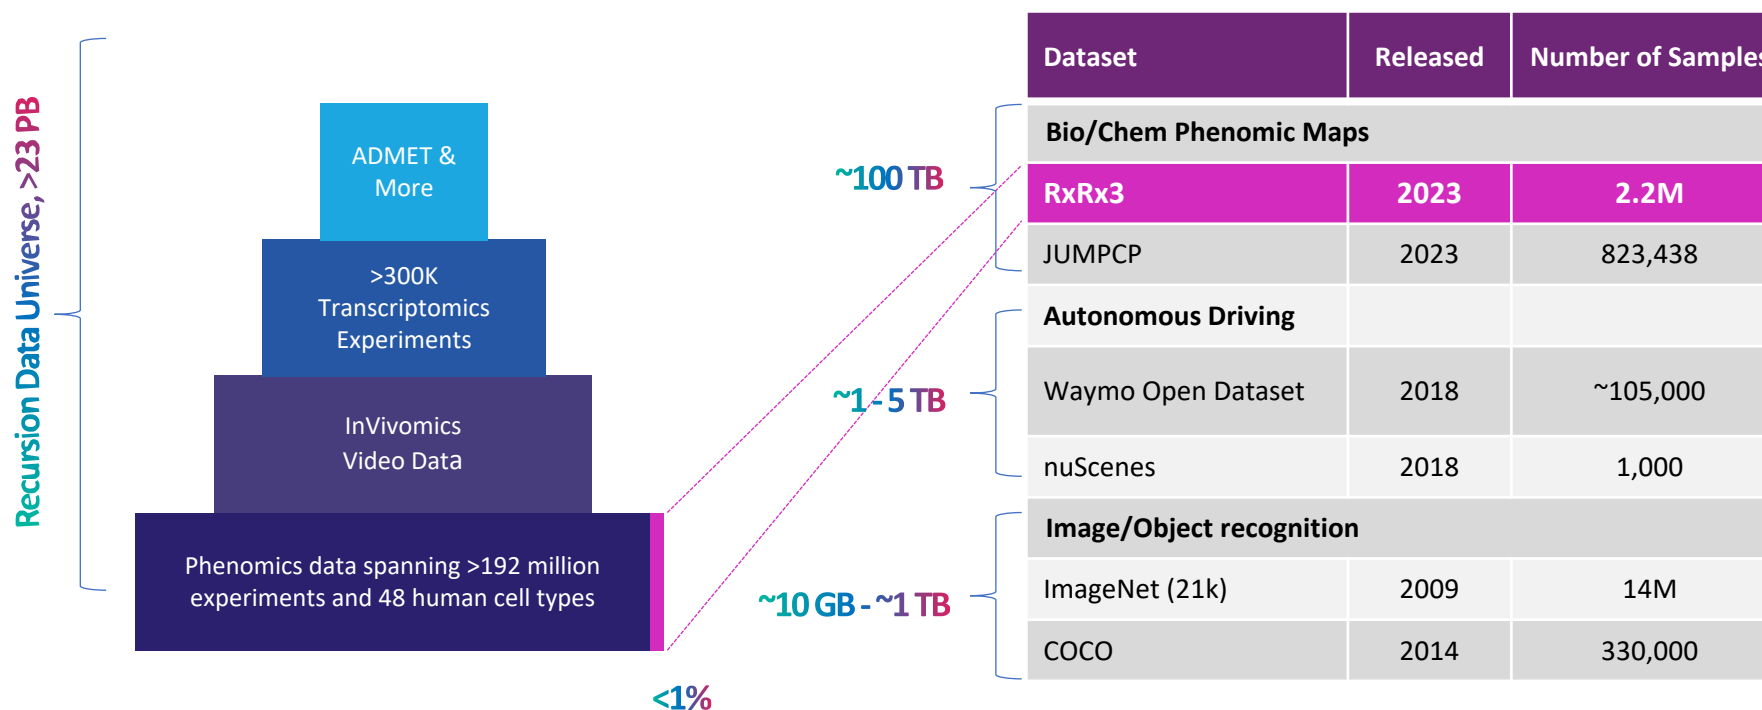 Recursion Data Universe, >23 PB
ADMET &
More
>300K
Transcriptomics
Experiments
InVivomics
Video Data
Phenomics data spanning >192 million
experiments and 48 human cell types
<1%
~100 TB
~1 - 5 TB
~10 GB - ~1 TB
Dataset Released Number of Samples
Bio/Chem Phenomic Maps
RxRx3 2023 2.2M
JUMPCP 2023 823,438
Autonomous Driving
Waymo Open Dataset 2018 ~105,000
nuScenes 2018 1,000
Image/Object recognition
ImageNet (21k) 2009 14M
COCO 2014 330,000